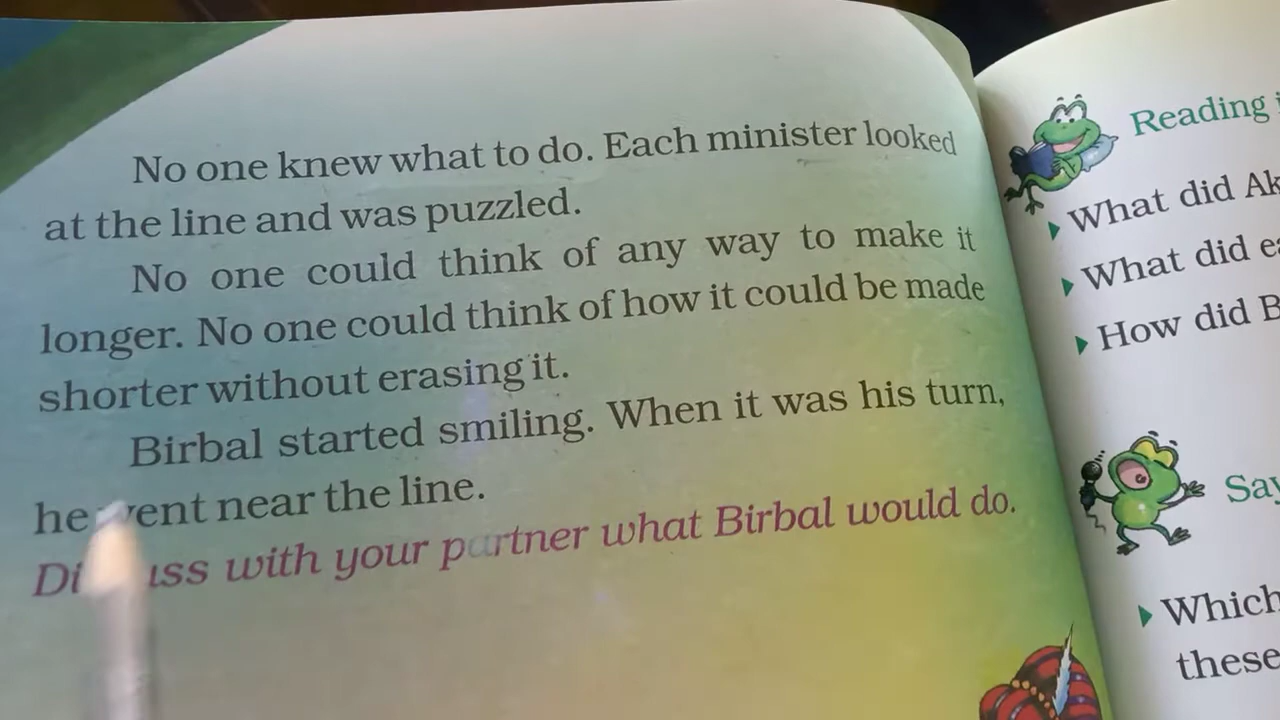 No one knew what to do. Each minister looked
at the line and was puzzled.
No one could think of any way to make it
longer. No one could think of how it could be made
shorter without erasing it.
Birbal started smiling. When it was his turn,
he went near the line.
Discuss with your partner what Birbal would do.
Reading
What did
What did
How did
Say
Which
these